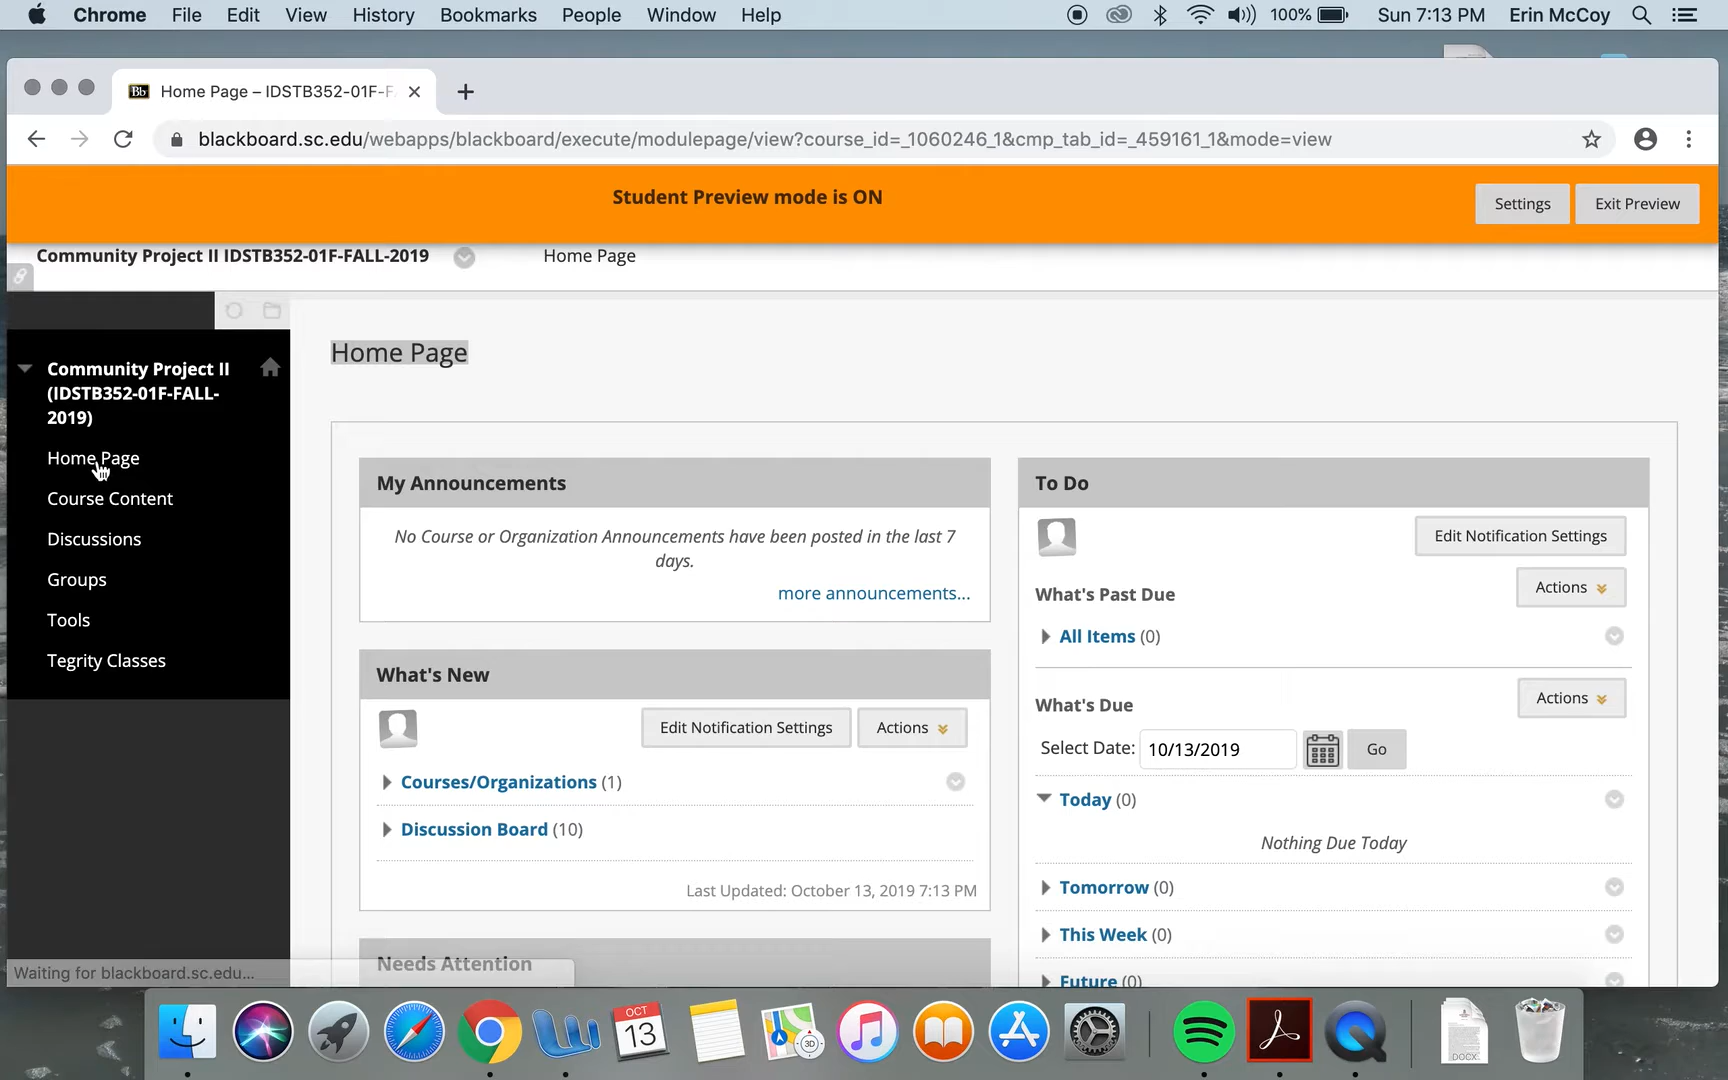 Chrome File Edit View History Bookmarks People Window Help 100% Sun 7:13 PM Erin McCoy
Bb Home Page – IDSTB352-01F-F
blackboard.sc.edu/webapps/blackboard/execute/modulepage/view?course_id=_1060246_1&cmp_tab_id=_459161_1&mode=view
Student Preview mode is ON
Settings Exit Preview
Community Project II IDSTB352-01F-FALL-2019 Home Page
Community Project II
(IDSTB352-01F-FALL-
2019)
Home Page
Course Content
Discussions
Groups
Tools
Tegrity Classes
Home Page
My Announcements
No Course or Organization Announcements have been posted in the last 7
days.
more announcements...
What's New
Edit Notification Settings Actions
Courses/Organizations (1)
Discussion Board (10)
Last Updated: October 13, 2019 7:13 PM
Needs Attention
To Do
Edit Notification Settings
What's Past Due Actions
All Items (0)
What's Due Actions
Select Date: 10/13/2019 Go
Today (0)
Nothing Due Today
Tomorrow (0)
This Week (0)
Future (0)
Waiting for blackboard.sc.edu...
OCT
13
3D
DOCX